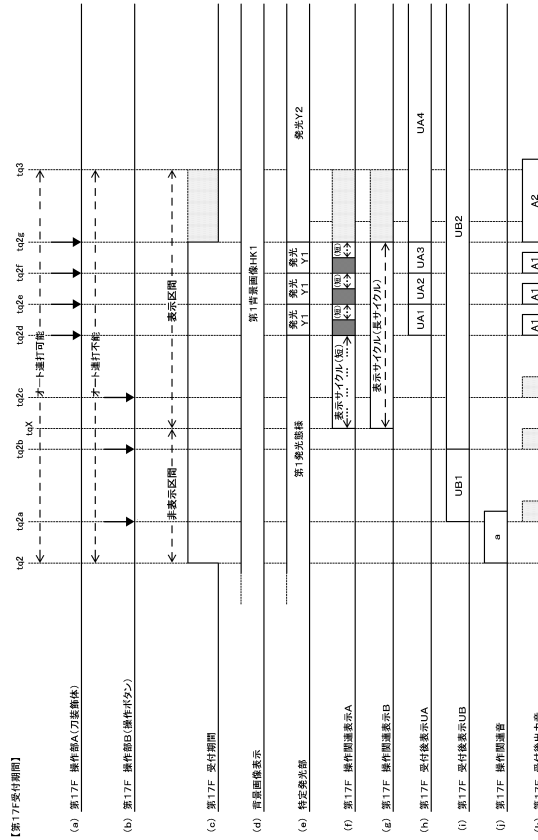 【第17F受付期間】
tq2
tq2a
tq2b
tqX
tq2c
tq2d
tq2e
tq2f
tq2g
tq3
オート連打可能
(a) 第17F 操作部A(刀装飾体)
オート連打不能
(b) 第17F 操作部B(操作ボタン)
非表示区間
表示区間
(c) 第17F 受付期間
(d) 背景画像表示
第1背景画像HK1
(e) 特定発光部
第1発光態様
発光Y1
発光Y1
発光Y1
発光Y2
(f) 第17F 操作関連表示A
表示サイクル(短)
(短)
(短)
(短)
(g) 第17F 操作関連表示B
表示サイクル(長サイクル)
(h) 第17F 受付後表示UA
UA1
UA2
UA3
UA4
(i) 第17F 受付後表示UB
UB1
UB2
(j) 第17F 操作関連音
a
A1
A1
A1
A2